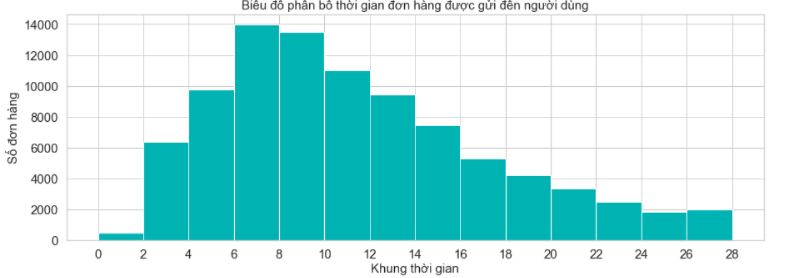 Biểu đồ phân bố thời gian đơn hàng được gửi đến người dùng
14000
12000
10000
8000
6000
4000
2000
0
Số đơn hàng
0 2 4 6 8 10 12 14 16 18 20 22 24 26 28
Khung thời gian